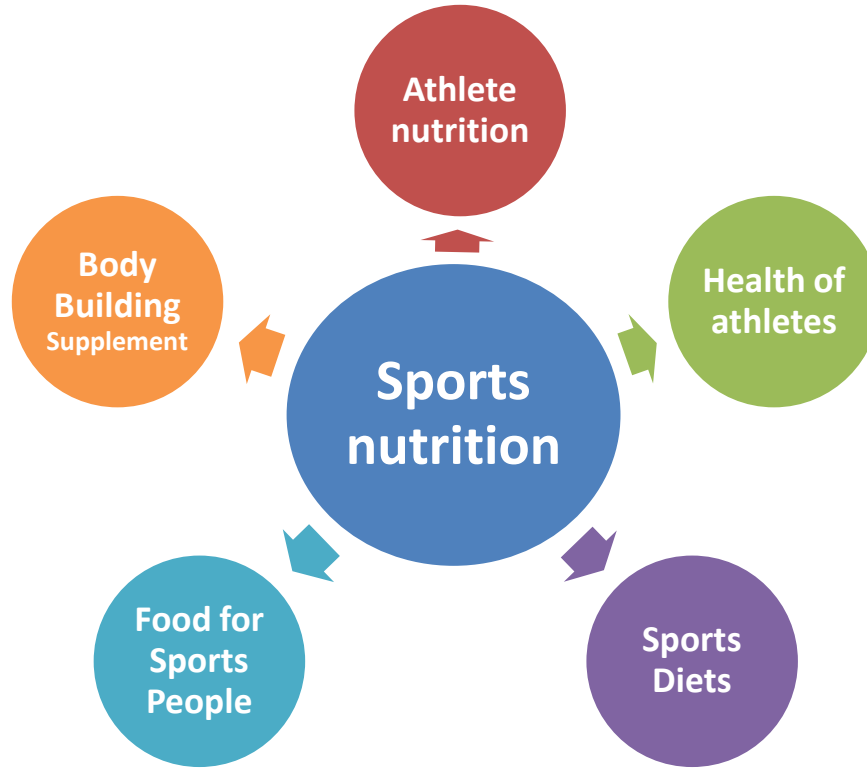 Athlete
nutrition
Body
Building
Supplement
Health of
athletes
Sports
nutrition
Food for
Sports
People
Sports
Diets